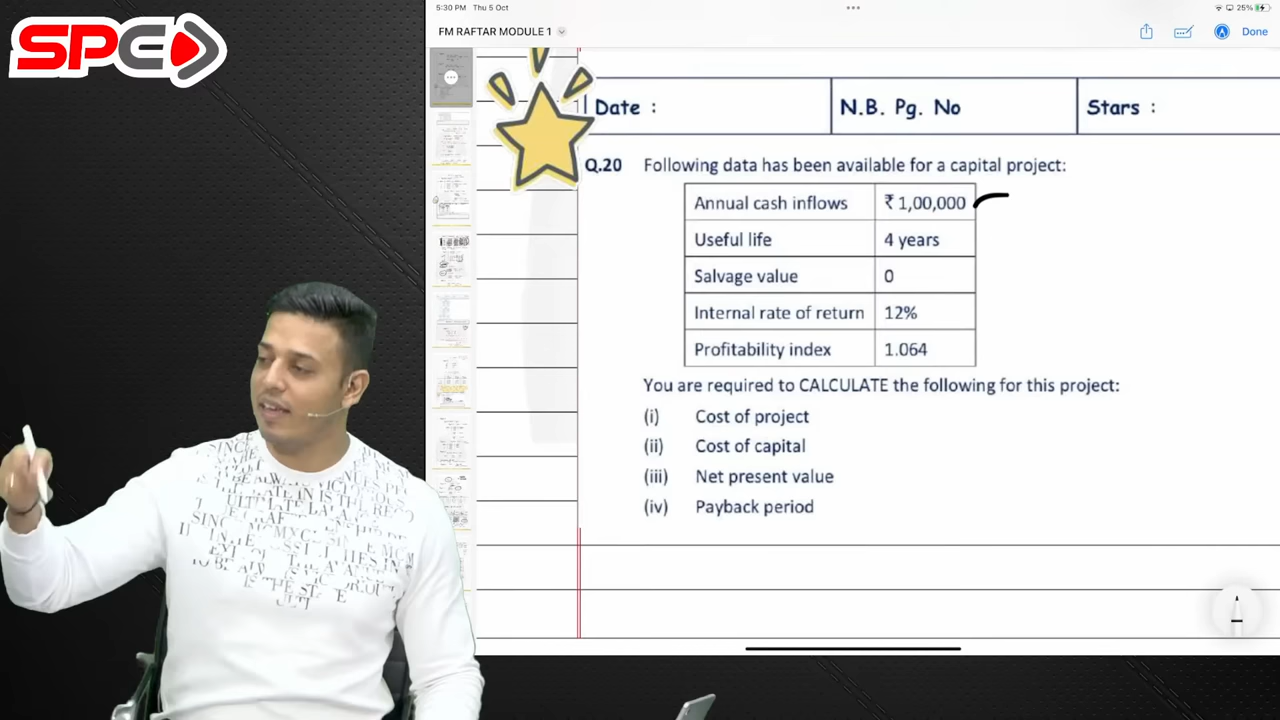 5:30 PM Thu 5 Oct
25%
SPC
FM RAFTAR MODULE 1
Done
Date :
N.B. Pg. No
Stars :
Q.20 Following data has been available for a capital project:
Annual cash inflows ₹ 1,00,000
Useful life 4 years
Salvage value 0
Internal rate of return 12%
Profitability index 1.064
You are required to CALCULATE the following for this project:
(i) Cost of project
(ii) Cost of capital
(iii) Net present value
(iv) Payback period